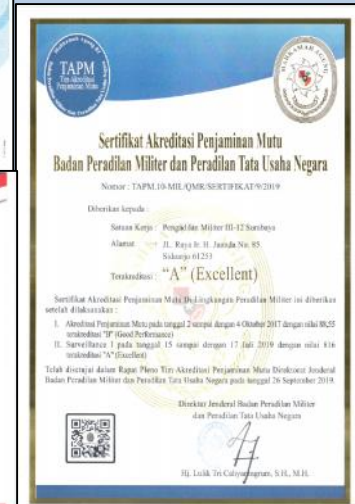 Mahkamah Agung RI
TAPM
Tim Akreditasi
Penjaminan Mutu
MAHKAMAH AGUNG
Sertifikat Akreditasi Penjaminan Mutu
Badan Peradilan Militer dan Peradilan Tata Usaha Negara
Nomor : TAPM.10-MIL/QMR/SERTIFIKAT/9/2019
Diberikan kepada :
Satuan Kerja : Pengadilan Militer III-12 Surabaya
Alamat : JL. Raya Ir. H. Juanda No. 85
Sidoarjo 61253
Terakreditasi : "A" (Excellent)
Sertifikat Akreditasi Penjaminan Mutu Di Lingkungan Peradilan Militer ini diberikan
setelah dilaksanakan :
I. Akreditasi Penjaminan Mutu pada tanggal 2 sampai dengan 4 Oktober 2017 dengan nilai 88,55
terakreditasi "B" (Good Performance)
II. Surveillance 1 pada tanggal 15 sampai dengan 17 Juli 2019 dengan nilai 816
terakreditasi "A" (Excellent)
Telah disetujui dalam Rapat Pleno Tim Akreditasi Penjaminan Mutu Direktorat Jenderal
Badan Peradilan Militer dan Peradilan Tata Usaha Negara pada tanggal 26 September 2019.
Direktur Jenderal Badan Peradilan Militer
dan Peradilan Tata Usaha Negara
Hj. Lulik Tri Cahyaningrum, S.H., M.H.